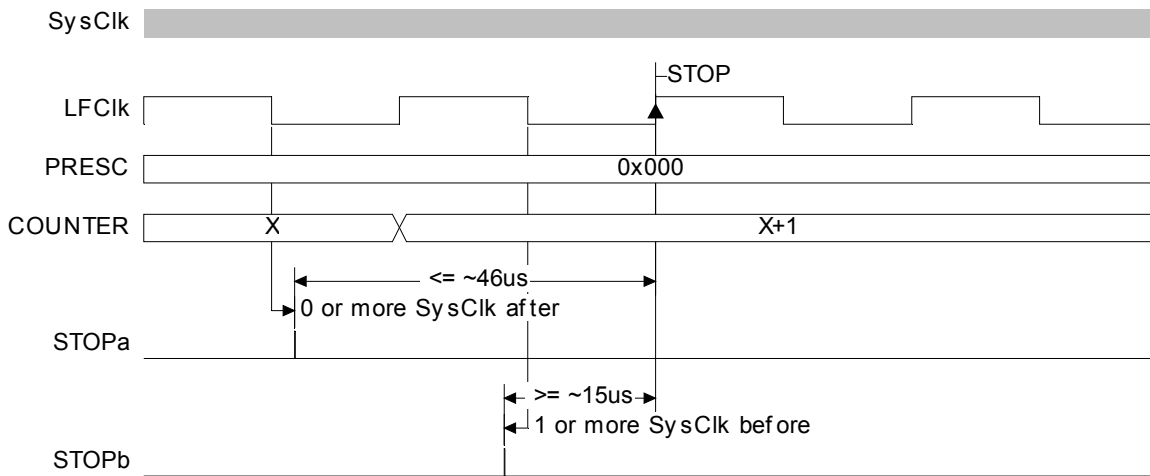 SysClk
STOP
LFClk
PRESC 0x000
COUNTER X X+1
<= ~46us
0 or more SysClk after
STOPa
>= ~15us
1 or more SysClk before
STOPb